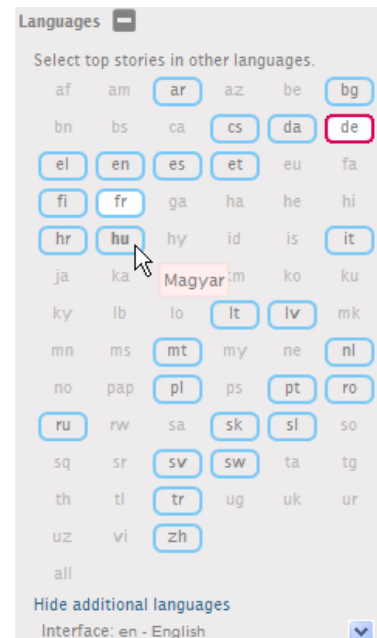 Languages
Select top stories in other languages.
af am ar az be bg
bn bs ca cs da de
el en es et eu fa
fi fr ga ha he hi
hr hu hy id is it
ja ka km ko ku
Magyar
ky lb lo lt lv mk
mn ms mt my ne nl
no pap pl ps pt ro
ru rw sa sk sl so
sq sr sv sw ta tg
th tl tr ug uk ur
uz vi zh
all
Hide additional languages
Interface: en - English